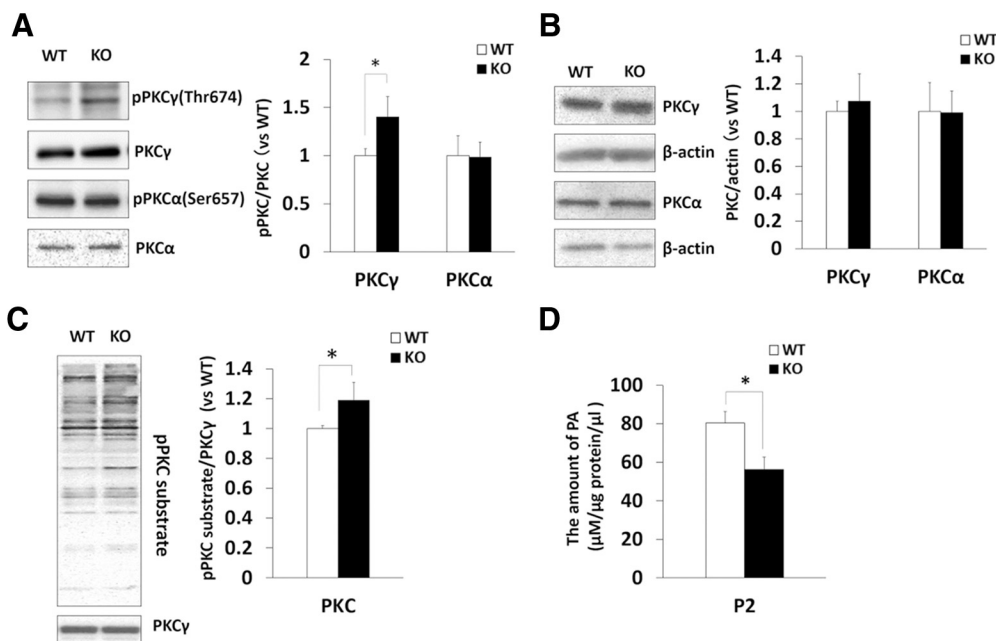 A
WT KO
pPKCγ(Thr674)
PKCγ
pPKCα(Ser657)
PKCα
pPKC/PKC (vs WT)
2
1.5
1
0.5
0
*
WT
KO
PKCγ PKCα
B
WT KO
PKCγ
β-actin
PKCα
β-actin
PKC/actin (vs WT)
1.4
1.2
1
0.8
0.6
0.4
0.2
0
WT
KO
PKCγ PKCα
C
WT KO
pPKC substrate
PKCγ
pPKC substrate/PKCγ (vs WT)
1.4
1.2
1
0.8
0.6
0.4
0.2
0
*
WT
KO
PKC
D
The amount of PA
(μM/μg protein/μl)
100
80
60
40
20
0
*
WT
KO
P2